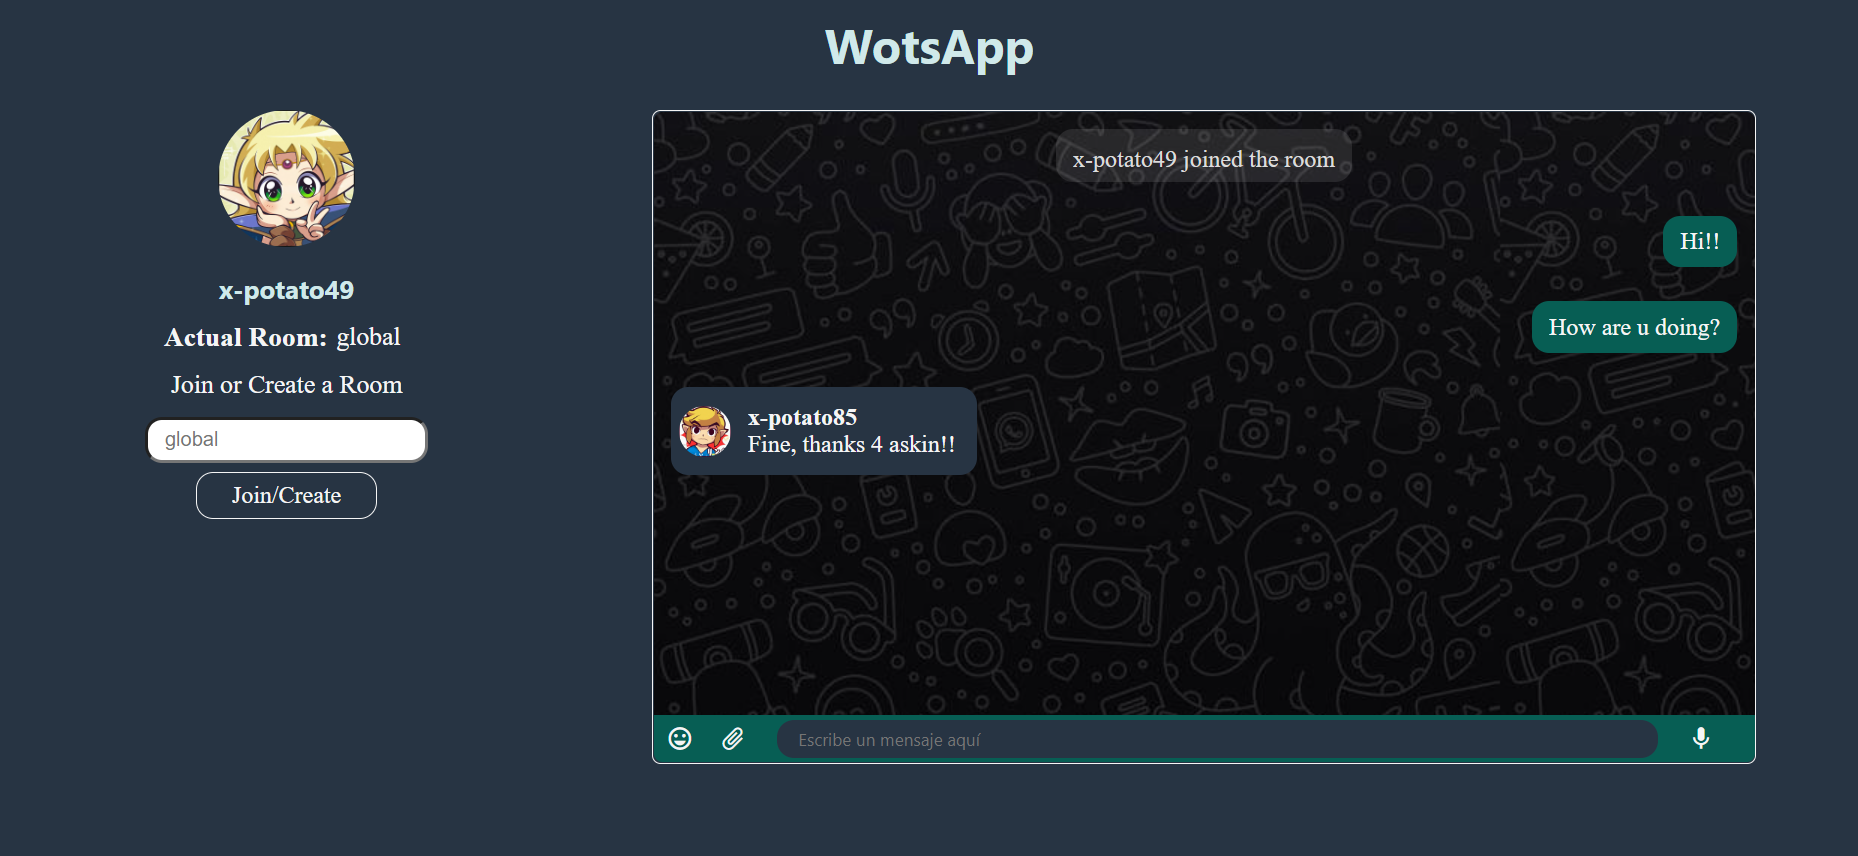 WotsApp
x-potato49
Actual Room: global
Join or Create a Room
global
Join/Create
x-potato49 joined the room
Hi!!
How are u doing?
x-potato85
Fine, thanks 4 askin!!
Escribe un mensaje aquí